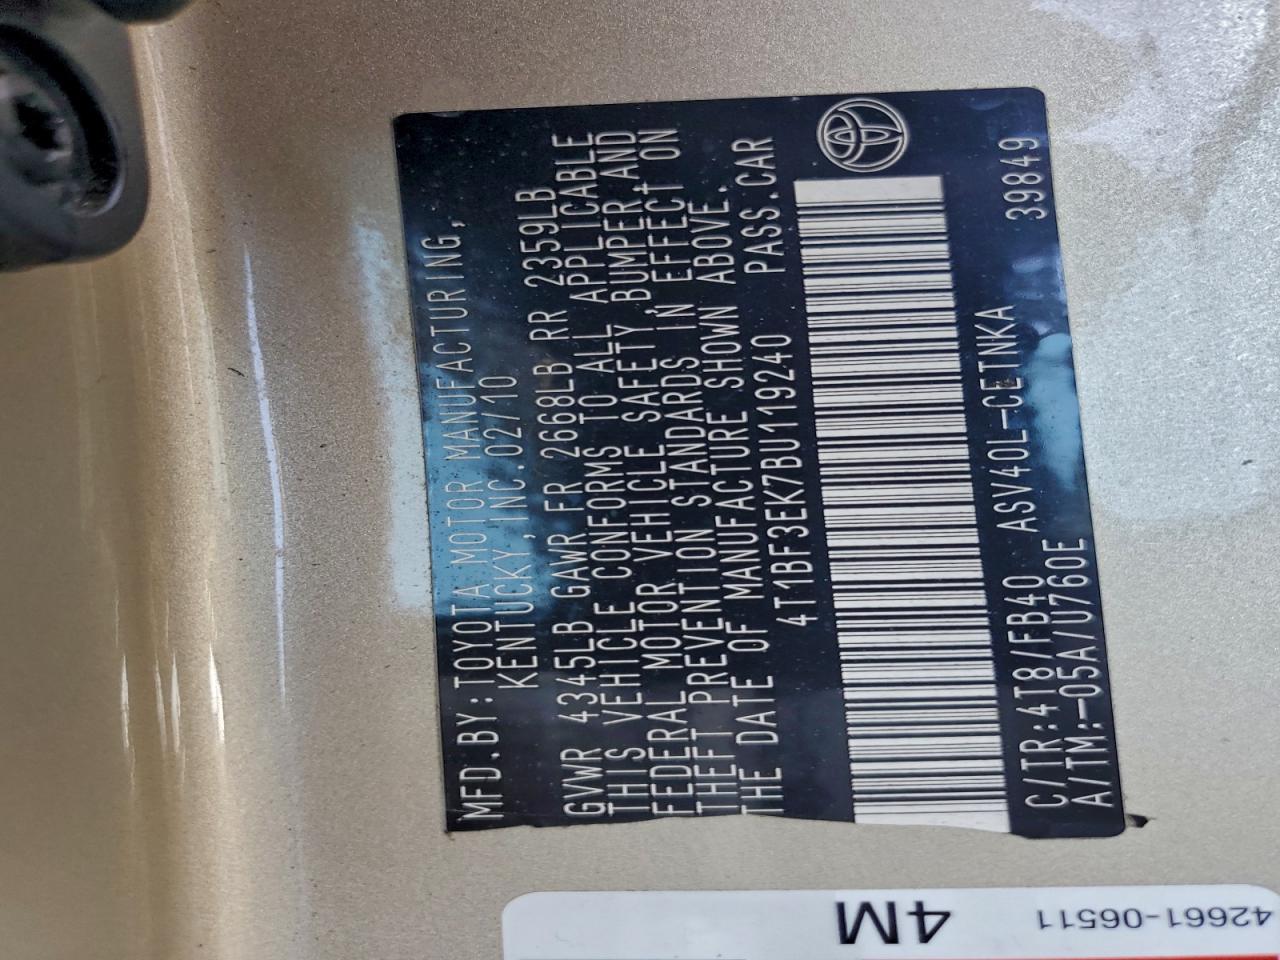 MFD.BY:TOYOTA MOTOR MANUFACTURING,
KENTUCKY,INC.02/10
GVWR 4345LB GAWR FR 2668LB RR 2359LB
THIS VEHICLE CONFORMS TO ALL APPLICABLE
FEDERAL MOTOR VEHICLE SAFETY,BUMPER,AND
THEFT PREVENTION STANDARDS IN EFFECT ON
THE DATE OF MANUFACTURE SHOWN ABOVE.
4T1BF3EK7BU119240 PASS.CAR
C/TR:4T8/FB40 ASV40L-CETNKA 39849
A/TM:-05A/U760E
42661-06511
4M